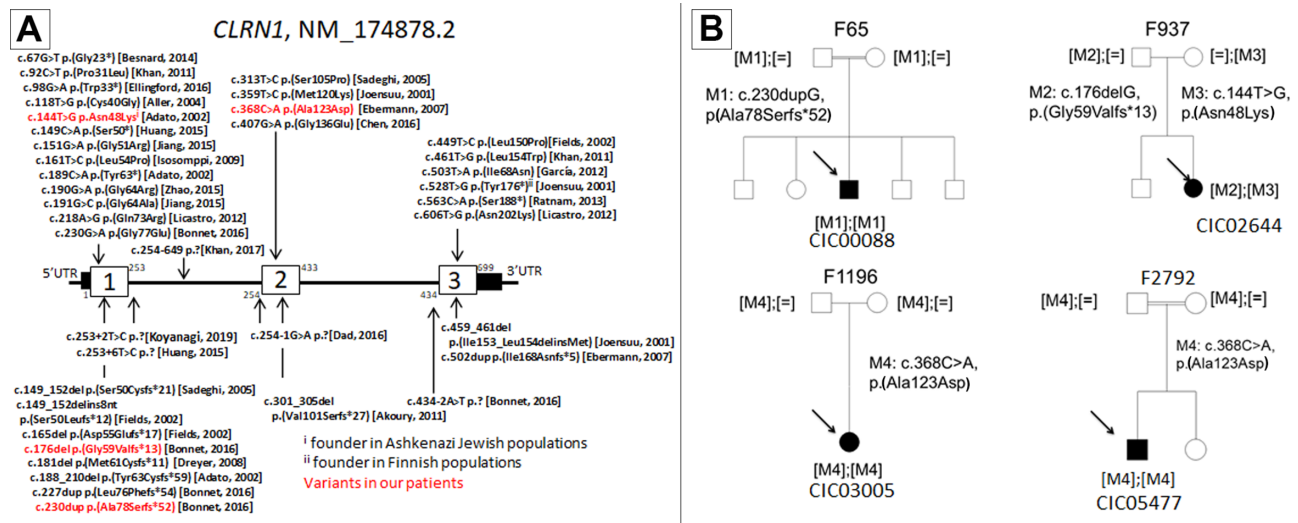 A
CLRN1, NM_174878.2
c.67G>T p.(Gly23*) [Besnard, 2014]
c.92C>T p.(Pro31Leu) [Khan, 2011]
c.98G>A p.(Trp33*) [Ellingford, 2016]
c.118T>G p.(Cys40Gly) [Aller, 2004]
c.144T>G p.Asn48Lysⁱ [Adato, 2002]
c.149C>A p.(Ser50*) [Huang, 2015]
c.151G>A p.(Gly51Arg) [Jiang, 2015]
c.161T>C p.(Leu54Pro) [Isosomppi, 2009]
c.189C>A p.(Tyr63*) [Adato, 2002]
c.190G>A p.(Gly64Arg) [Zhao, 2015]
c.191G>C p.(Gly64Ala) [Jiang, 2015]
c.218A>G p.(Gln73Arg) [Licastro, 2012]
c.230G>A p.(Gly77Glu) [Bonnet, 2016]
c.254-649 p.?[Khan, 2017]
c.313T>C p.(Ser105Pro) [Sadeghi, 2005]
c.359T>C p.(Met120Lys) [Joensuu, 2001]
c.368C>A p.(Ala123Asp) [Ebermann, 2007]
c.407G>A p.(Gly136Glu) [Chen, 2016]
c.449T>C p.(Leu150Pro)[Fields, 2002]
c.461T>G p.(Leu154Trp) [Khan, 2011]
c.503T>A p.(Ile68Asn) [García, 2012]
c.528T>G p.(Tyr176*)ⁱⁱ [Joensuu, 2001]
c.563C>A p.(Ser188*) [Ratnam, 2013]
c.606T>G p.(Asn202Lys) [Licastro, 2012]
5'UTR
1
1
253
254
2
433
434
3
699
3'UTR
c.253+2T>C p.?[Koyanagi, 2019]
c.253+6T>C p.? [Huang, 2015]
c.254-1G>A p.?[Dad, 2016]
c.459_461del
p.(Ile153_Leu154delinsMet) [Joensuu, 2001]
c.502dup p.(Ile168Asnfs*5) [Ebermann, 2007]
c.149_152del p.(Ser50Cysfs*21) [Sadeghi, 2005]
c.149_152delins8nt
p.(Ser50Leufs*12) [Fields, 2002]
c.165del p.(Asp55Glufs*17) [Fields, 2002]
c.176del p.(Gly59Valfs*13) [Bonnet, 2016]
c.181del p.(Met61Cysfs*11) [Dreyer, 2008]
c.188_210del p.(Tyr63Cysfs*59) [Adato, 2002]
c.227dup p.(Leu76Phefs*54) [Bonnet, 2016]
c.230dup p.(Ala78Serfs*52) [Bonnet, 2016]
c.301_305del
p.(Val101Serfs*27) [Akoury, 2011]
c.434-2A>T p.? [Bonnet, 2016]
ⁱ founder in Ashkenazi Jewish populations
ⁱⁱ founder in Finnish populations
Variants in our patients
B
F65
[M1];[=]
[M1];[=]
M1: c.230dupG,
p(Ala78Serfs*52)
[M1];[M1]
CIC00088
F937
[M2];[=]
[=];[M3]
M2: c.176delG,
p.(Gly59Valfs*13)
M3: c.144T>G,
p.(Asn48Lys)
[M2];[M3]
CIC02644
F1196
[M4];[=]
[M4];[=]
M4: c.368C>A,
p.(Ala123Asp)
[M4];[M4]
CIC03005
F2792
[M4];[=]
[M4];[=]
M4: c.368C>A,
p.(Ala123Asp)
[M4];[M4]
CIC05477